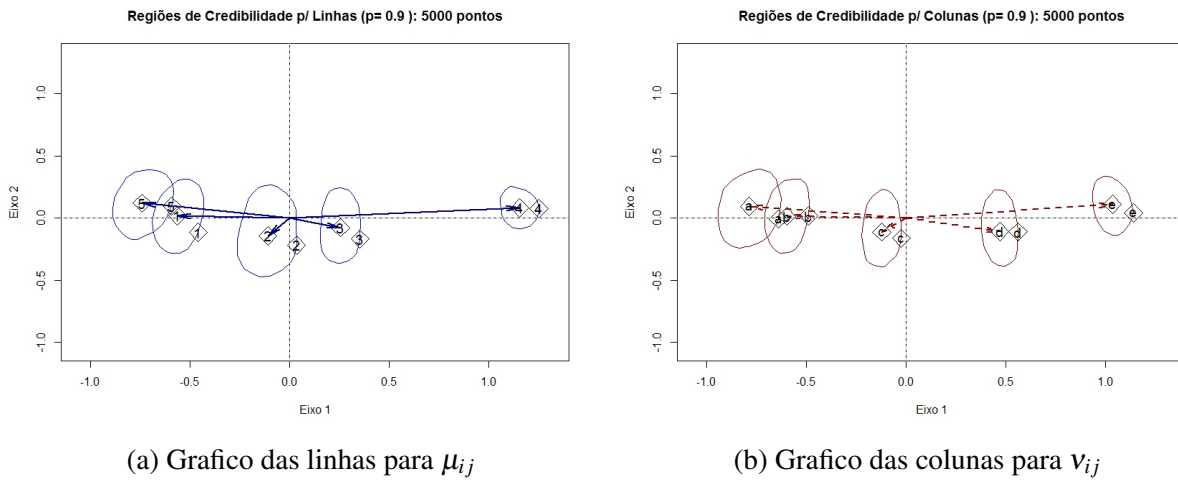 Regiões de Credibilidade p/ Linhas (p= 0.9 ): 5000 pontos
Eixo 2
1.0
0.5
0.0
-0.5
-1.0
5 5 1 1 2 2 3 3 4 4
-1.0 -0.5 0.0 0.5 1.0
Eixo 1
(a) Grafico das linhas para μij
Regiões de Credibilidade p/ Colunas (p= 0.9 ): 5000 pontos
Eixo 2
1.0
0.5
0.0
-0.5
-1.0
a a b b c c d d e e
-1.0 -0.5 0.0 0.5 1.0
Eixo 1
(b) Grafico das colunas para νij